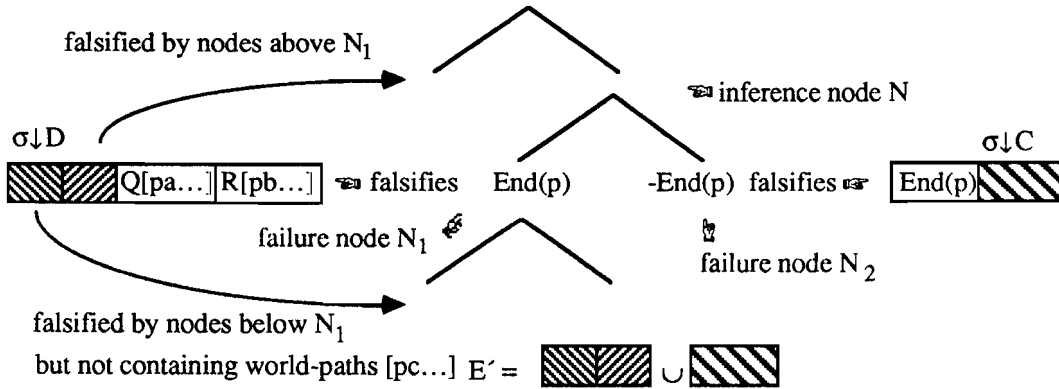 falsified by nodes above N1
☜ inference node N
σ↓D
σ↓C
Q[pa…] R[pb…] ☜ falsifies End(p) -End(p) falsifies ☞ End(p)
failure node N1
failure node N2
falsified by nodes below N1
but not containing world-paths [pc…] E´ = ∪